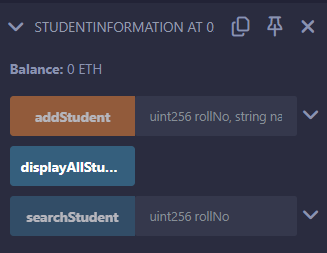 STUDENTINFORMATION AT 0
Balance: 0 ETH
addStudent uint256 rollNo, string na
displayAllStu...
searchStudent uint256 rollNo